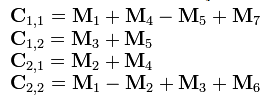 C₁,₁ = M₁ + M₄ − M₅ + M₇
C₁,₂ = M₃ + M₅
C₂,₁ = M₂ + M₄
C₂,₂ = M₁ − M₂ + M₃ + M₆